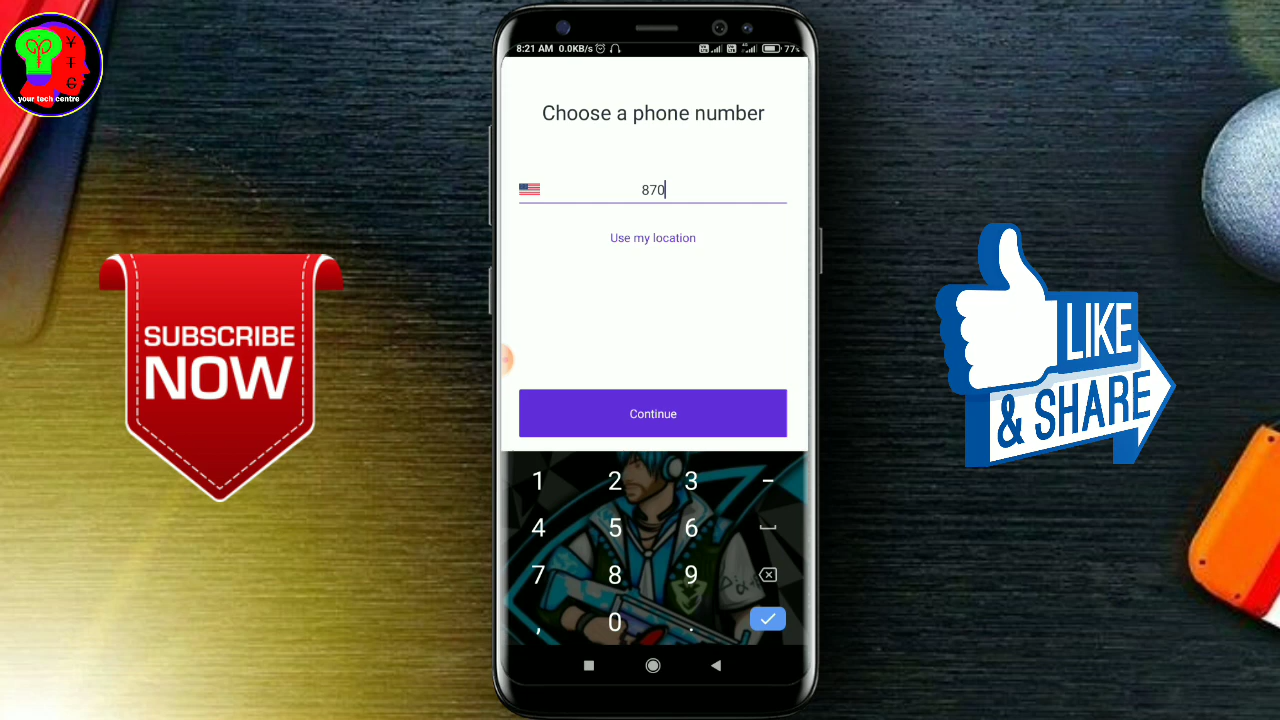 Y
T
C
your tech centre
8:21 AM 0.0KB/s
77%
Choose a phone number
870
Use my location
Continue
1 2 3 -
4 5 6
7 8 9
, 0 .
SUBSCRIBE
NOW
LIKE
& SHARE